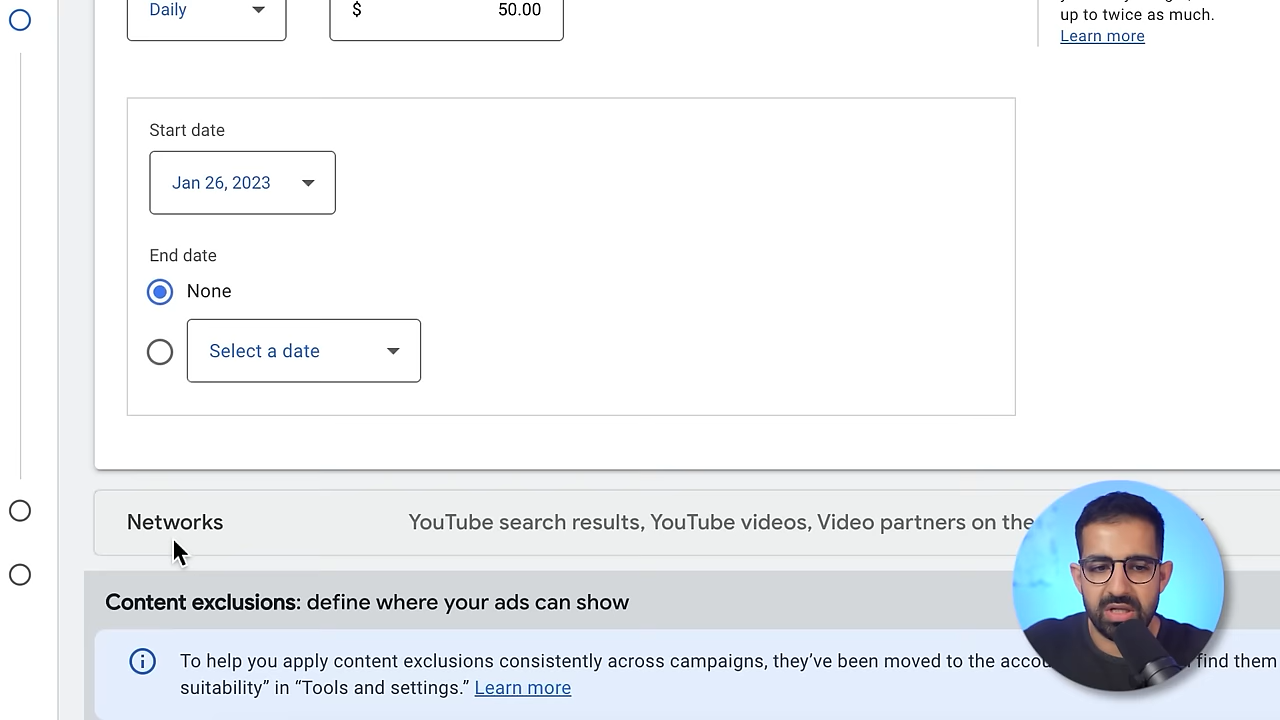 Daily
$ 50.00
up to twice as much.
Learn more
Start date
Jan 26, 2023
End date
None
Select a date
Networks YouTube search results, YouTube videos, Video partners on the
Content exclusions: define where your ads can show
To help you apply content exclusions consistently across campaigns, they’ve been moved to the find them
suitability” in “Tools and settings.” Learn more